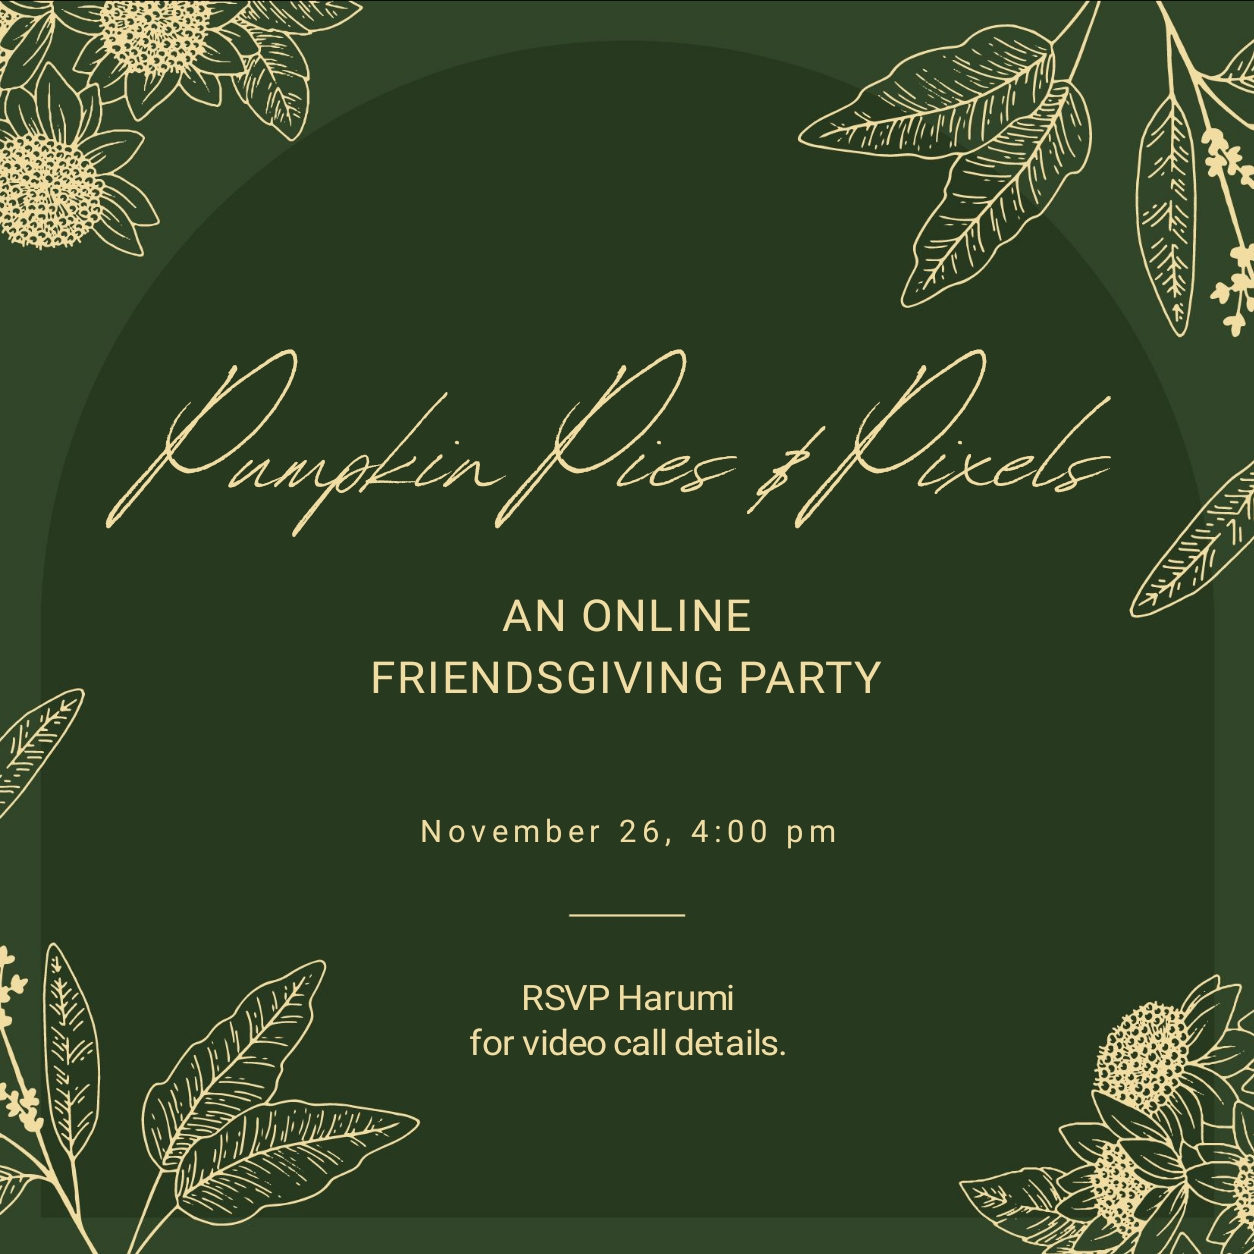 Pumpkin Pies & Pixels
AN ONLINE
FRIENDSGIVING PARTY
November 26, 4:00 pm
RSVP Harumi
for video call details.